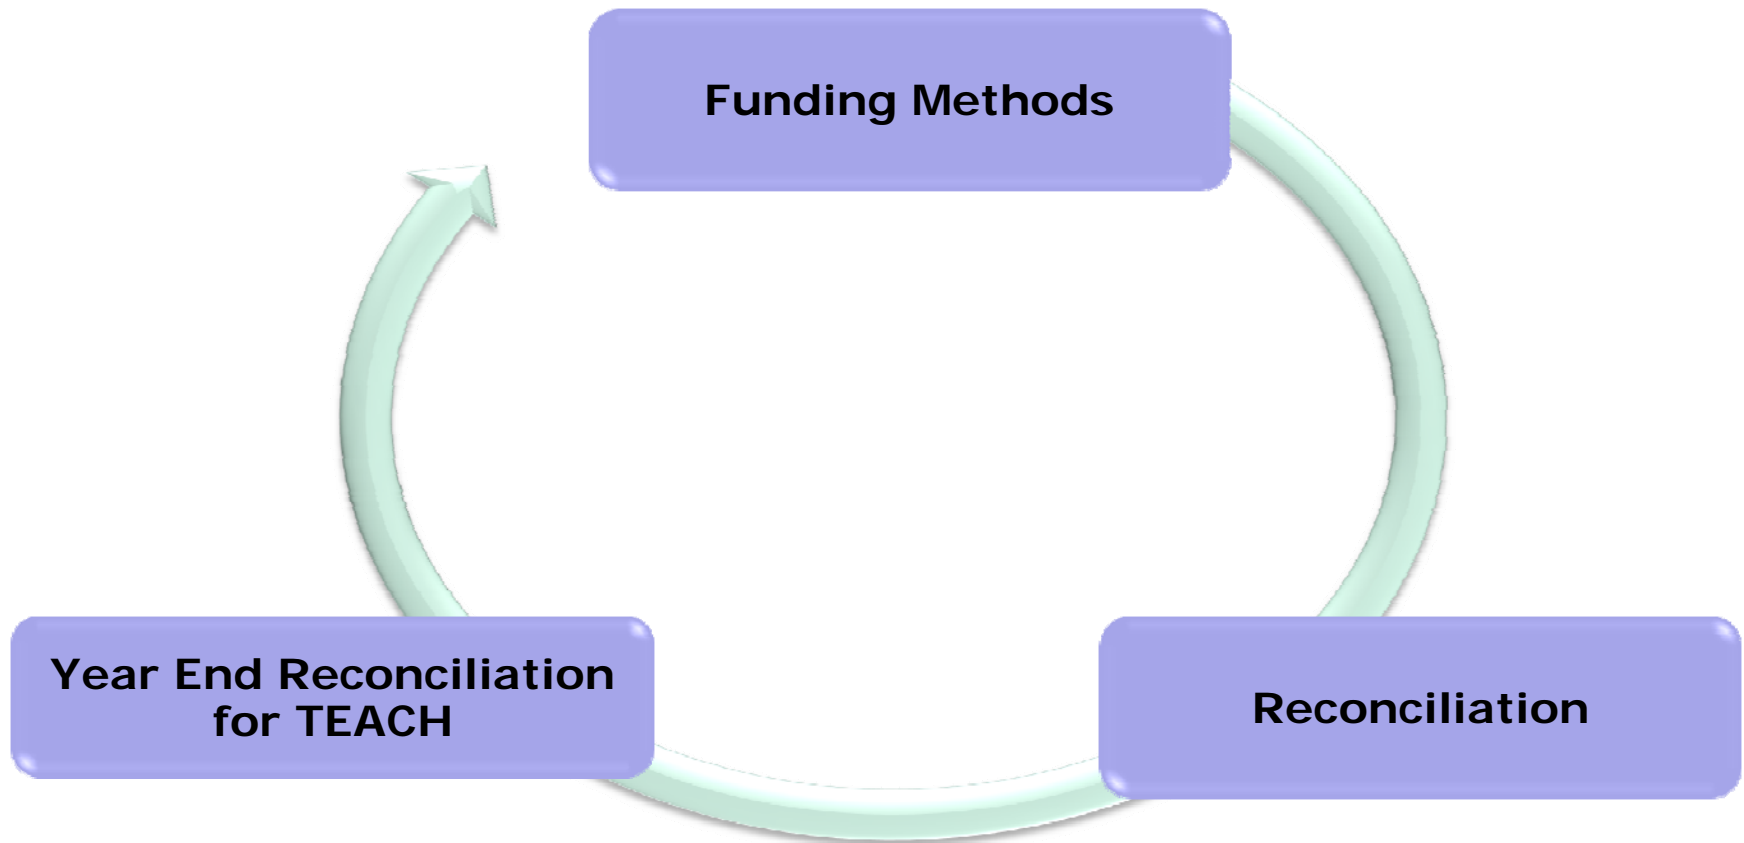 Funding Methods
Year End Reconciliation
for TEACH
Reconciliation